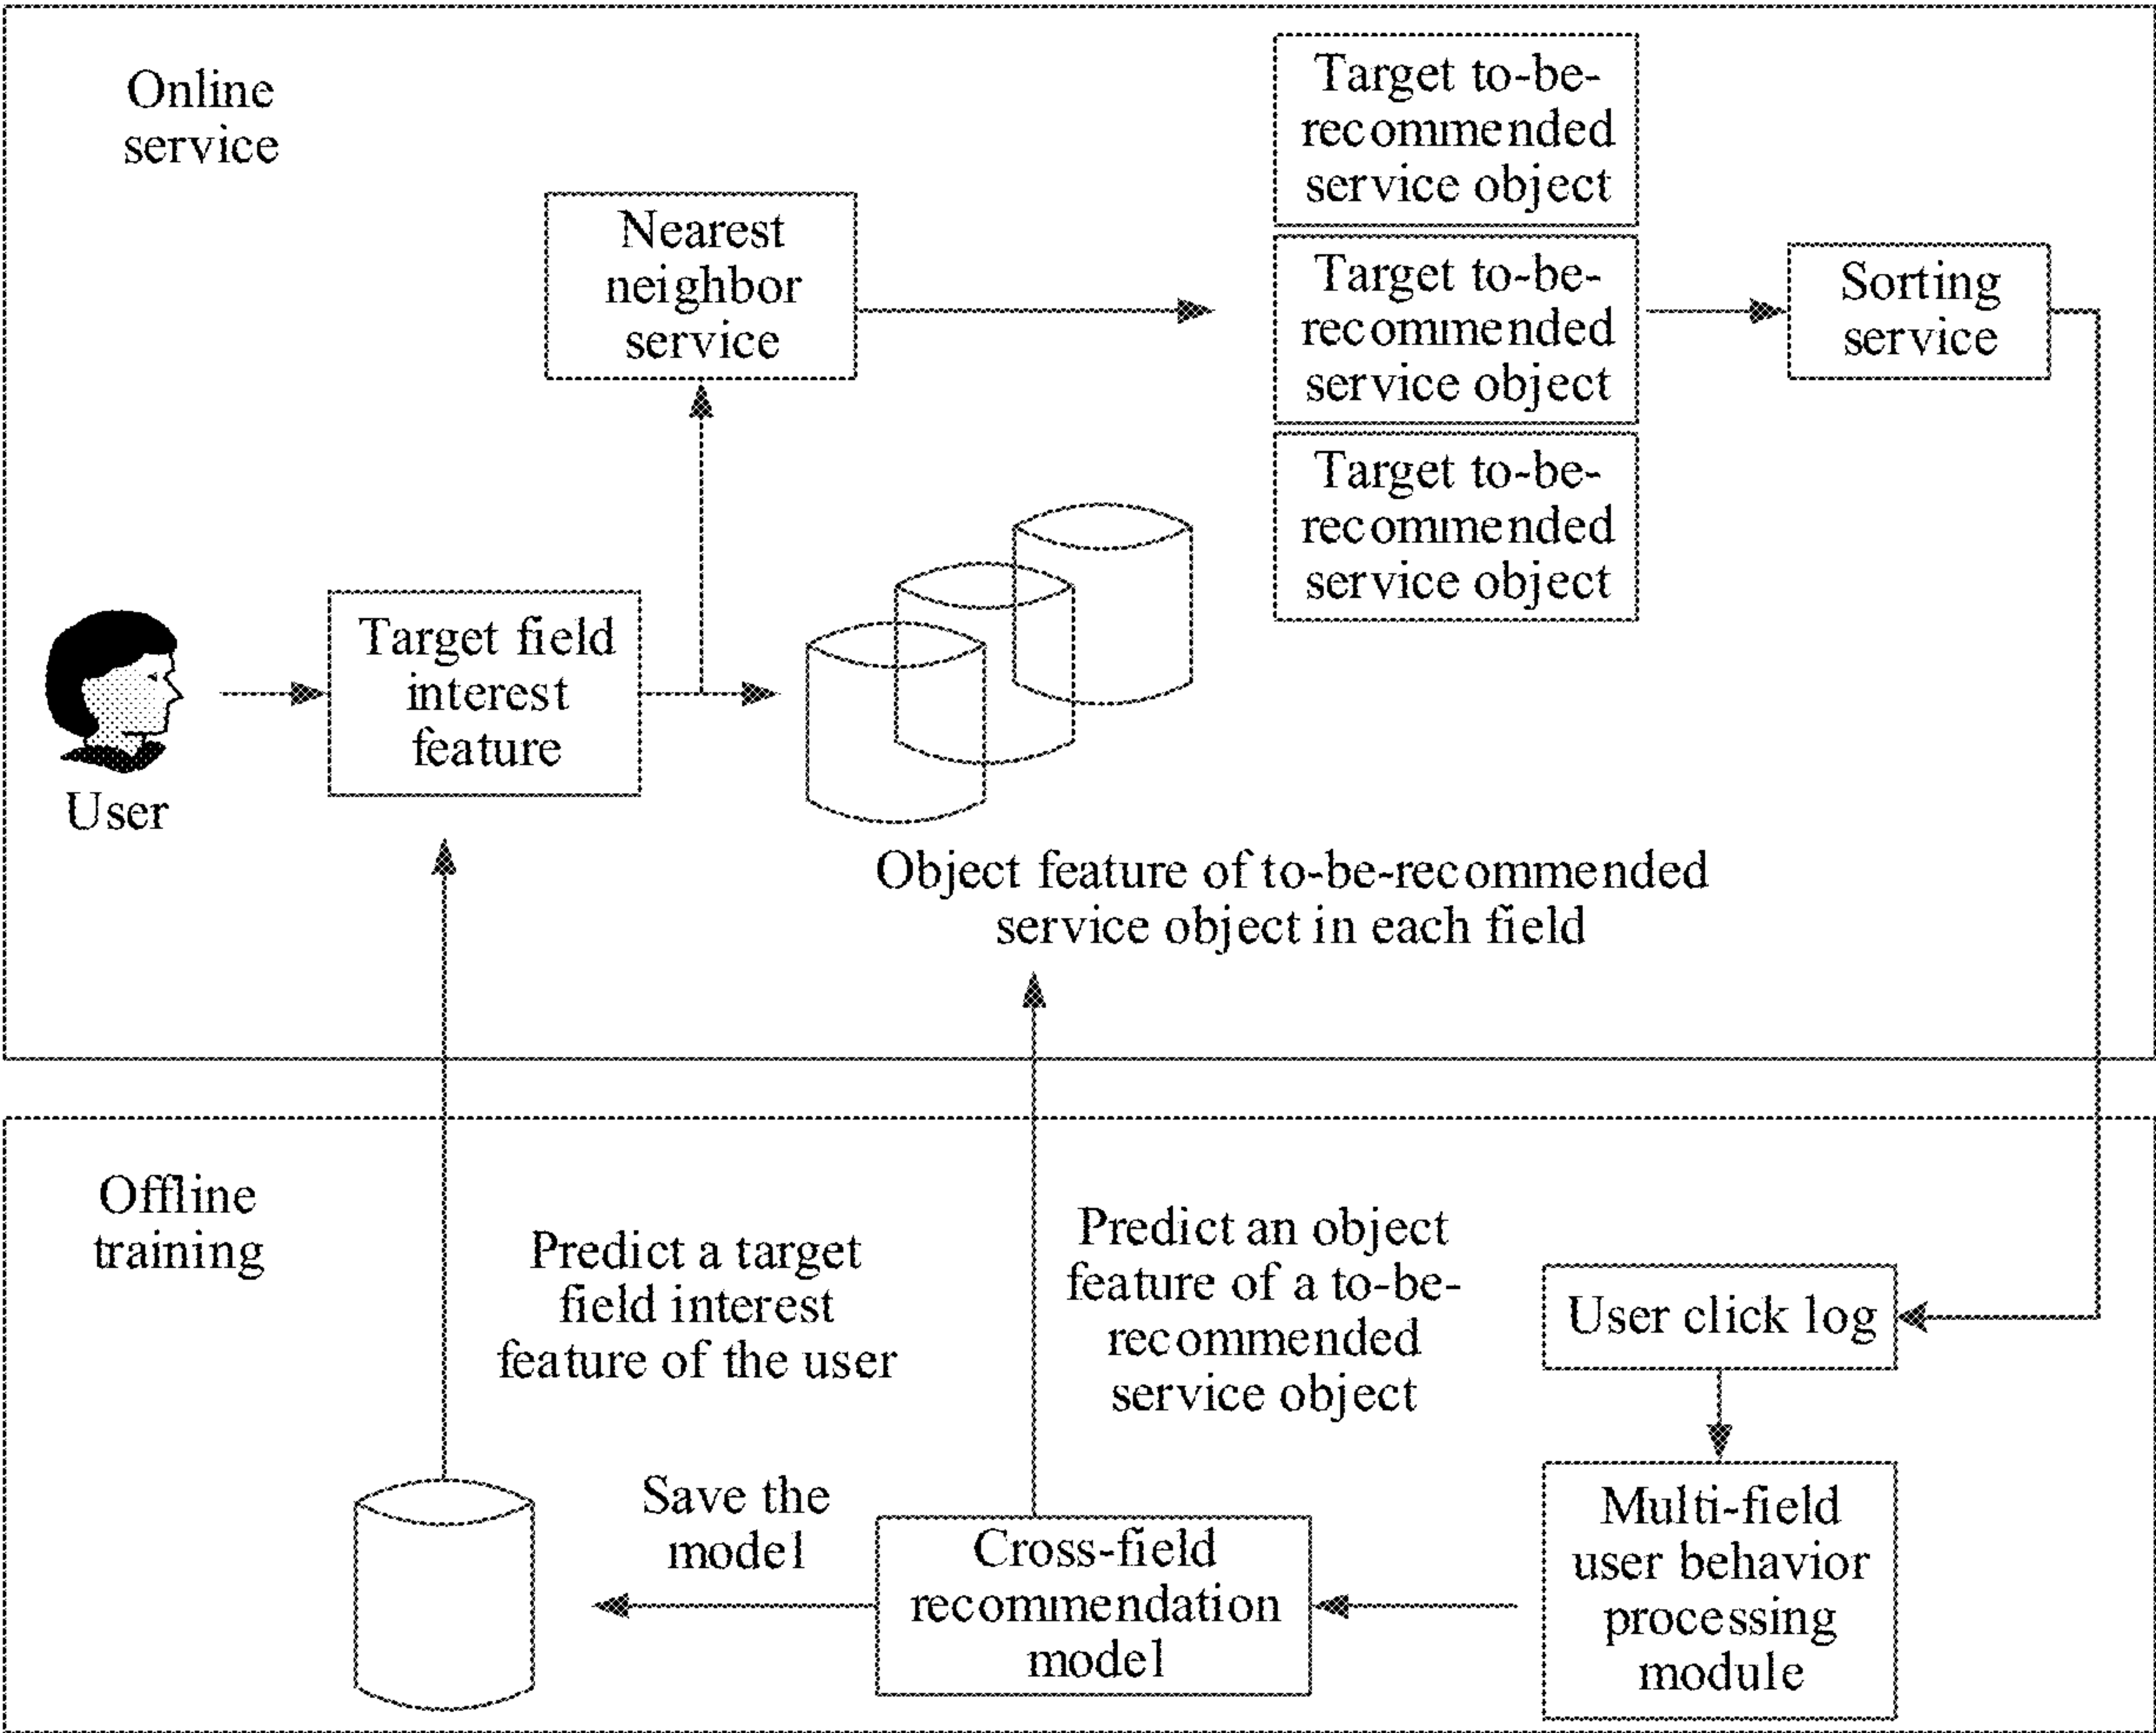 Online
service
Nearest
neighbor
service
Target to-be-
recommended
service object
Target to-be-
recommended
service object
Target to-be-
recommended
service object
Sorting
service
User
Target field
interest
feature
Object feature of to-be-recommended
service object in each field
Offline
training
Predict a target
field interest
feature of the user
Predict an object
feature of a to-be-
recommended
service object
User click log
Save the
model
Cross-field
recommendation
model
Multi-field
user behavior
processing
module